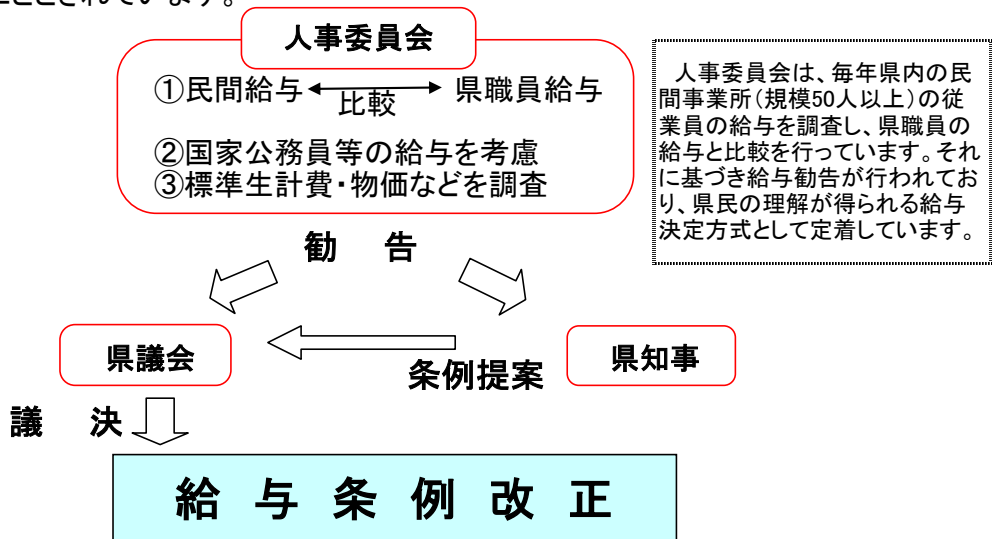 されています。
人事委員会
①民間給与 比較 県職員給与
②国家公務員等の給与を考慮
③標準生計費・物価などを調査
人事委員会は、毎年県内の民
間事業所(規模50人以上)の従
業員の給与を調査し、県職員の
給与と比較を行っています。それ
に基づき給与勧告が行われてお
り、県民の理解が得られる給与
決定方式として定着しています。
勧 告
県議会
条例提案
県知事
議 決
給 与 条 例 改 正